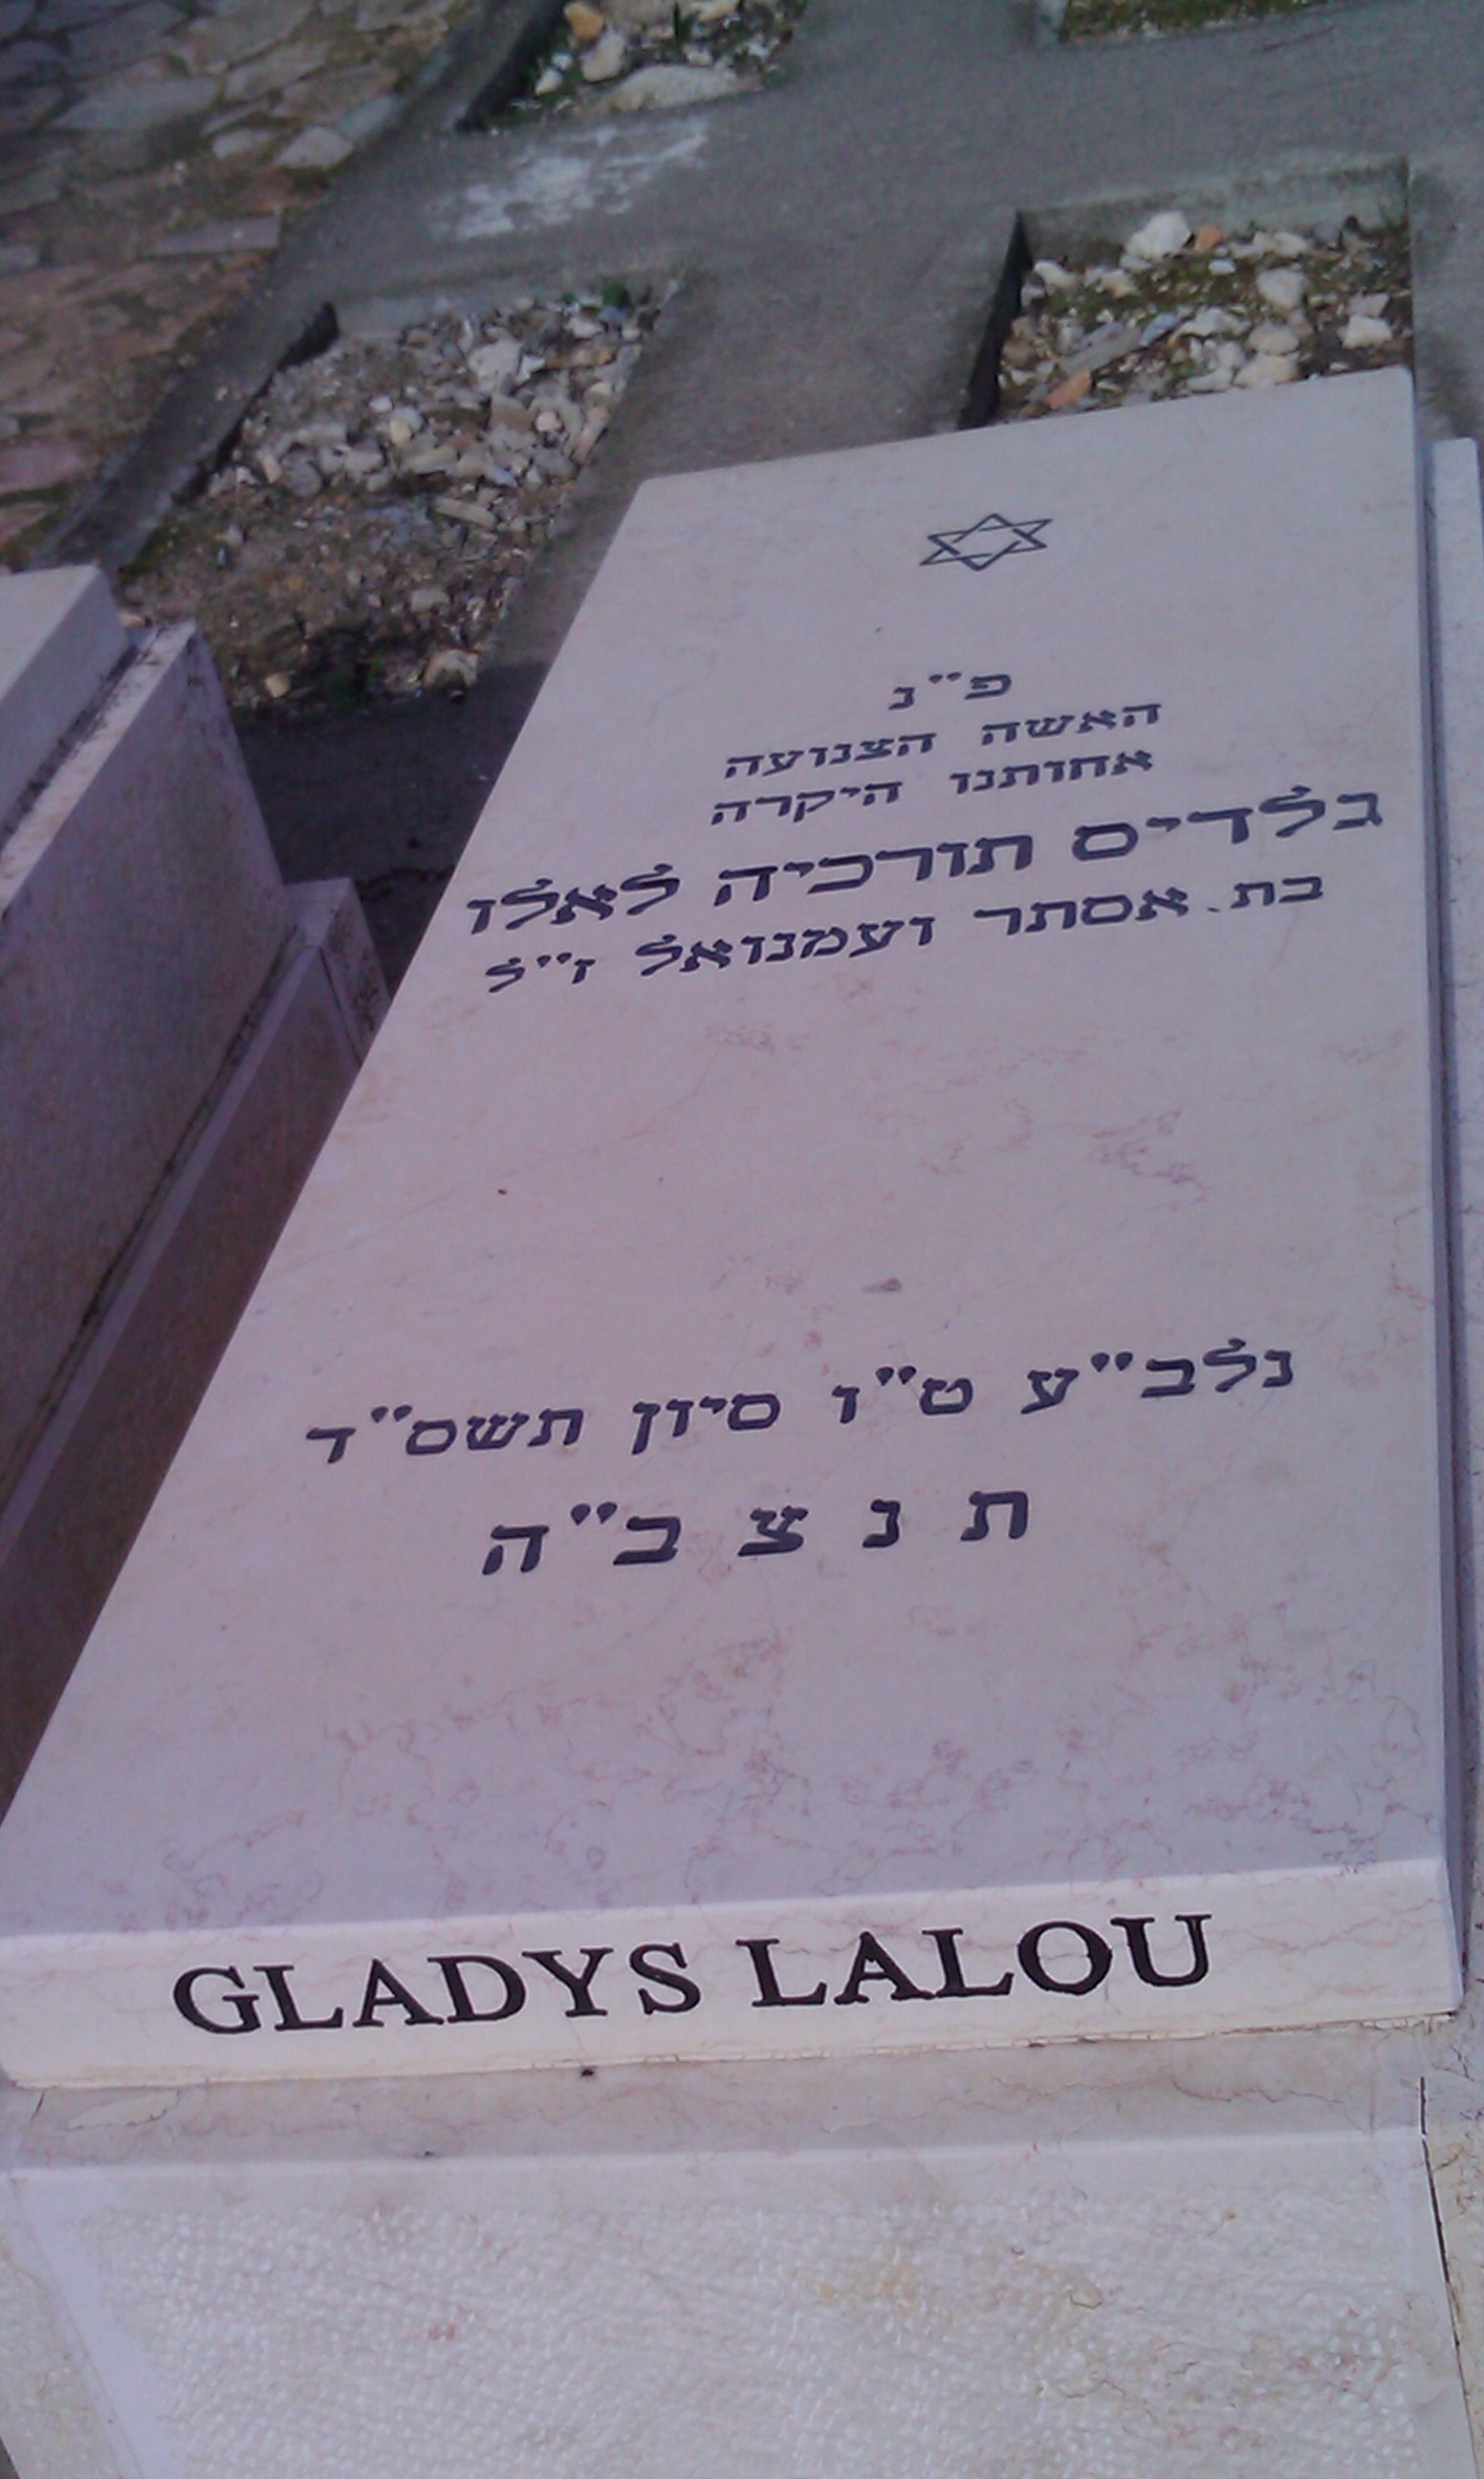 פ"נ
האשה הצנועה
אחותנו היקרה
גלדיס תורכיה לאלו
בת אסתר ועמנואל ז"ל
נלב"ע ט"ו סיון תשס"ד
ת נ צ ב"ה
GLADYS LALOU